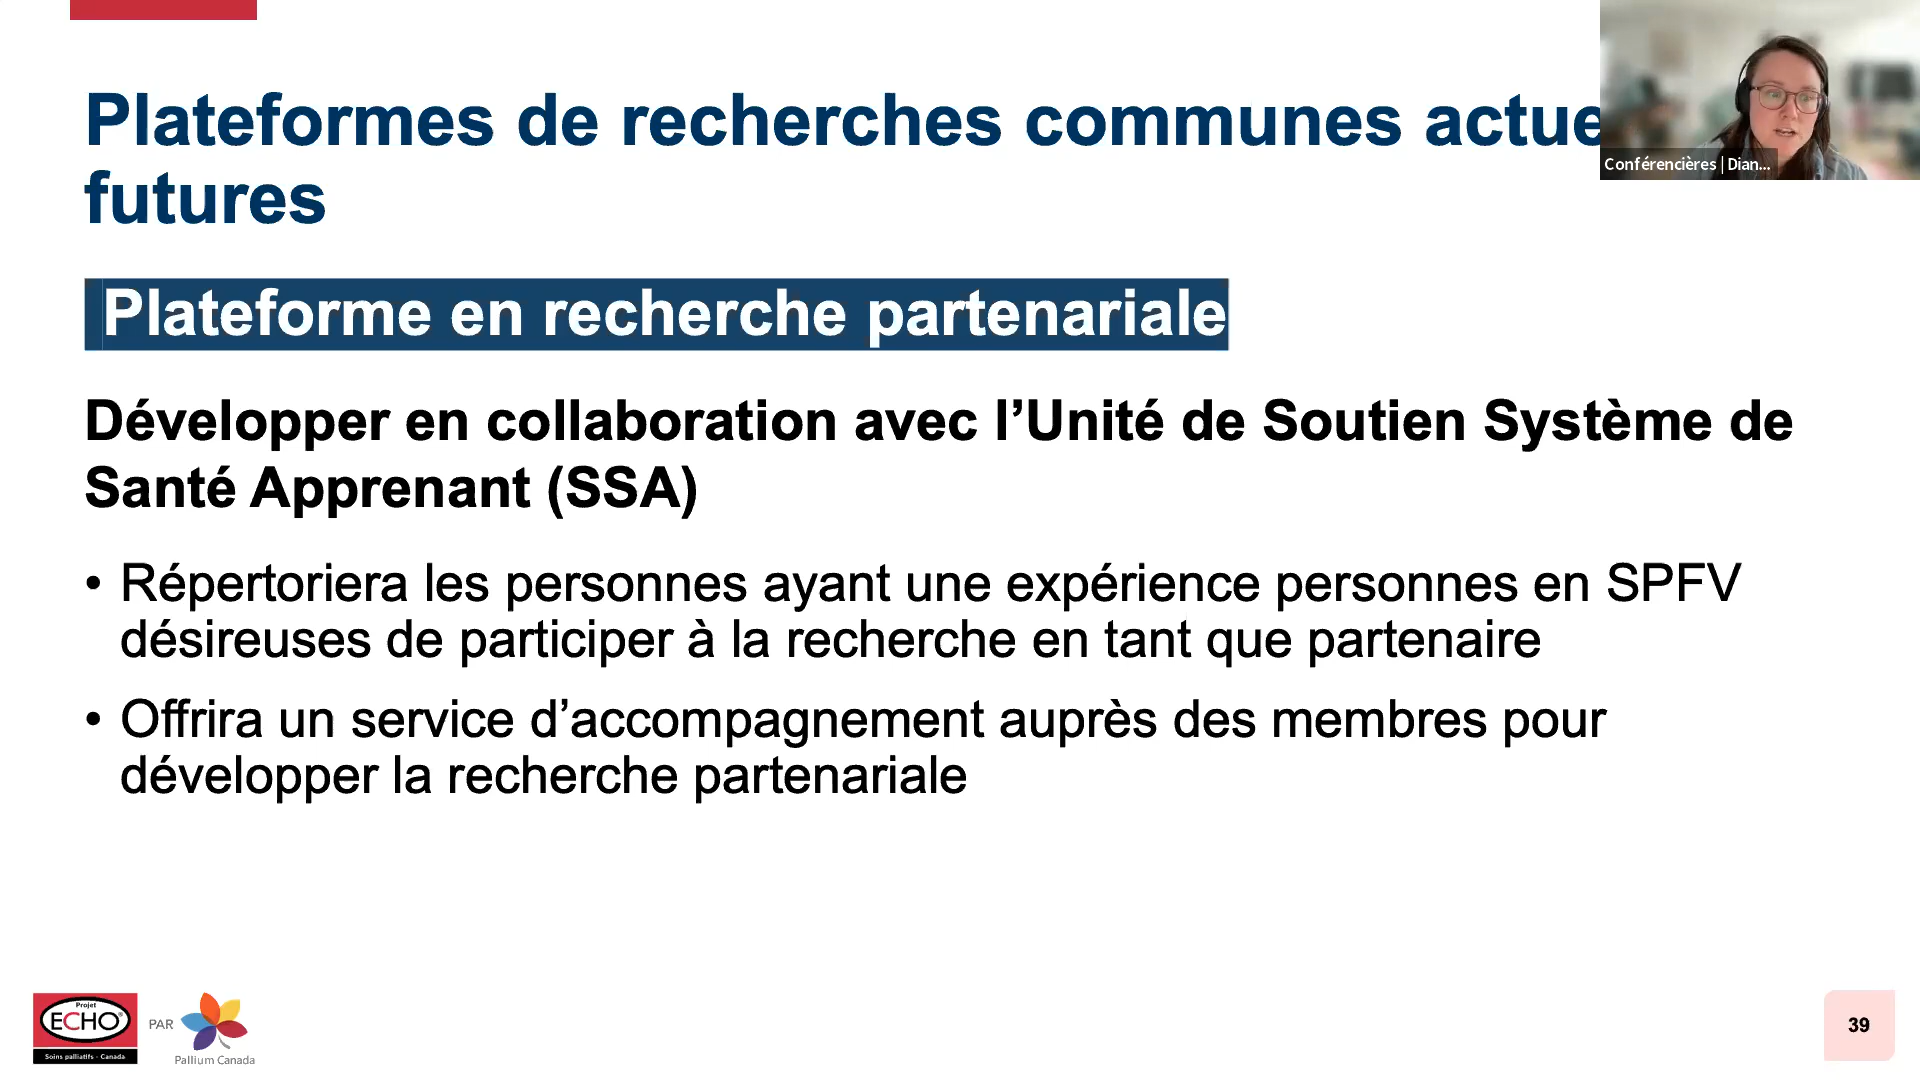 Plateformes de recherches communes actue
futures
Conférencières | Dian...
Plateforme en recherche partenariale
Développer en collaboration avec l’Unité de Soutien Système de
Santé Apprenant (SSA)
• Répertoriera les personnes ayant une expérience personnes en SPFV
désireuses de participer à la recherche en tant que partenaire
• Offrira un service d’accompagnement auprès des membres pour
développer la recherche partenariale
Projet
ECHO®
Soins palliatifs - Canada
PAR
Pallium Canada
39